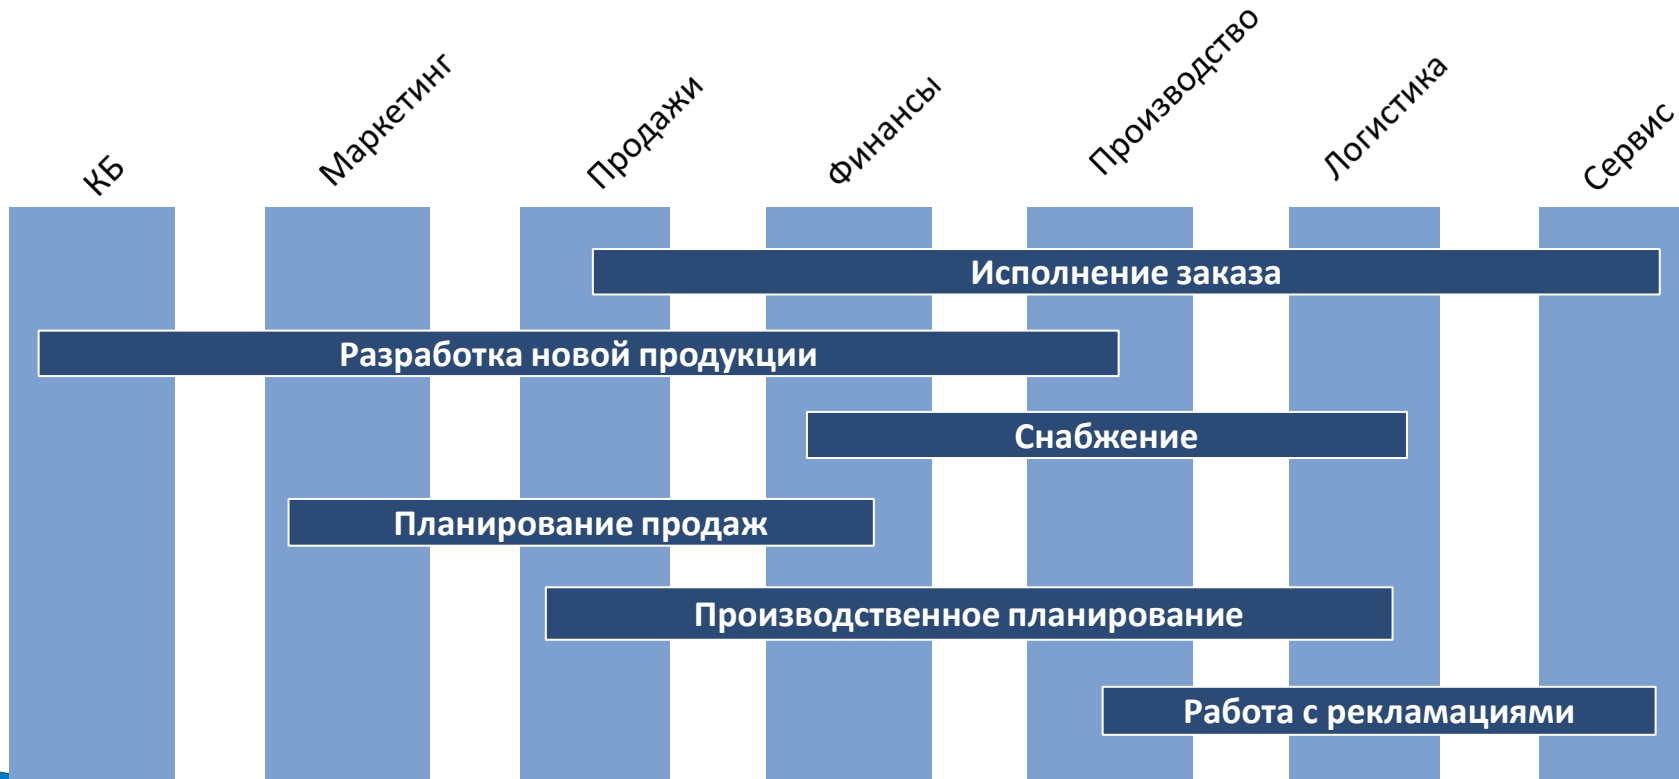 КБ
Маркетинг
Продажи
Финансы
Производство
Логистика
Сервис
Исполнение заказа
Разработка новой продукции
Снабжение
Планирование продаж
Производственное планирование
Работа с рекламациями